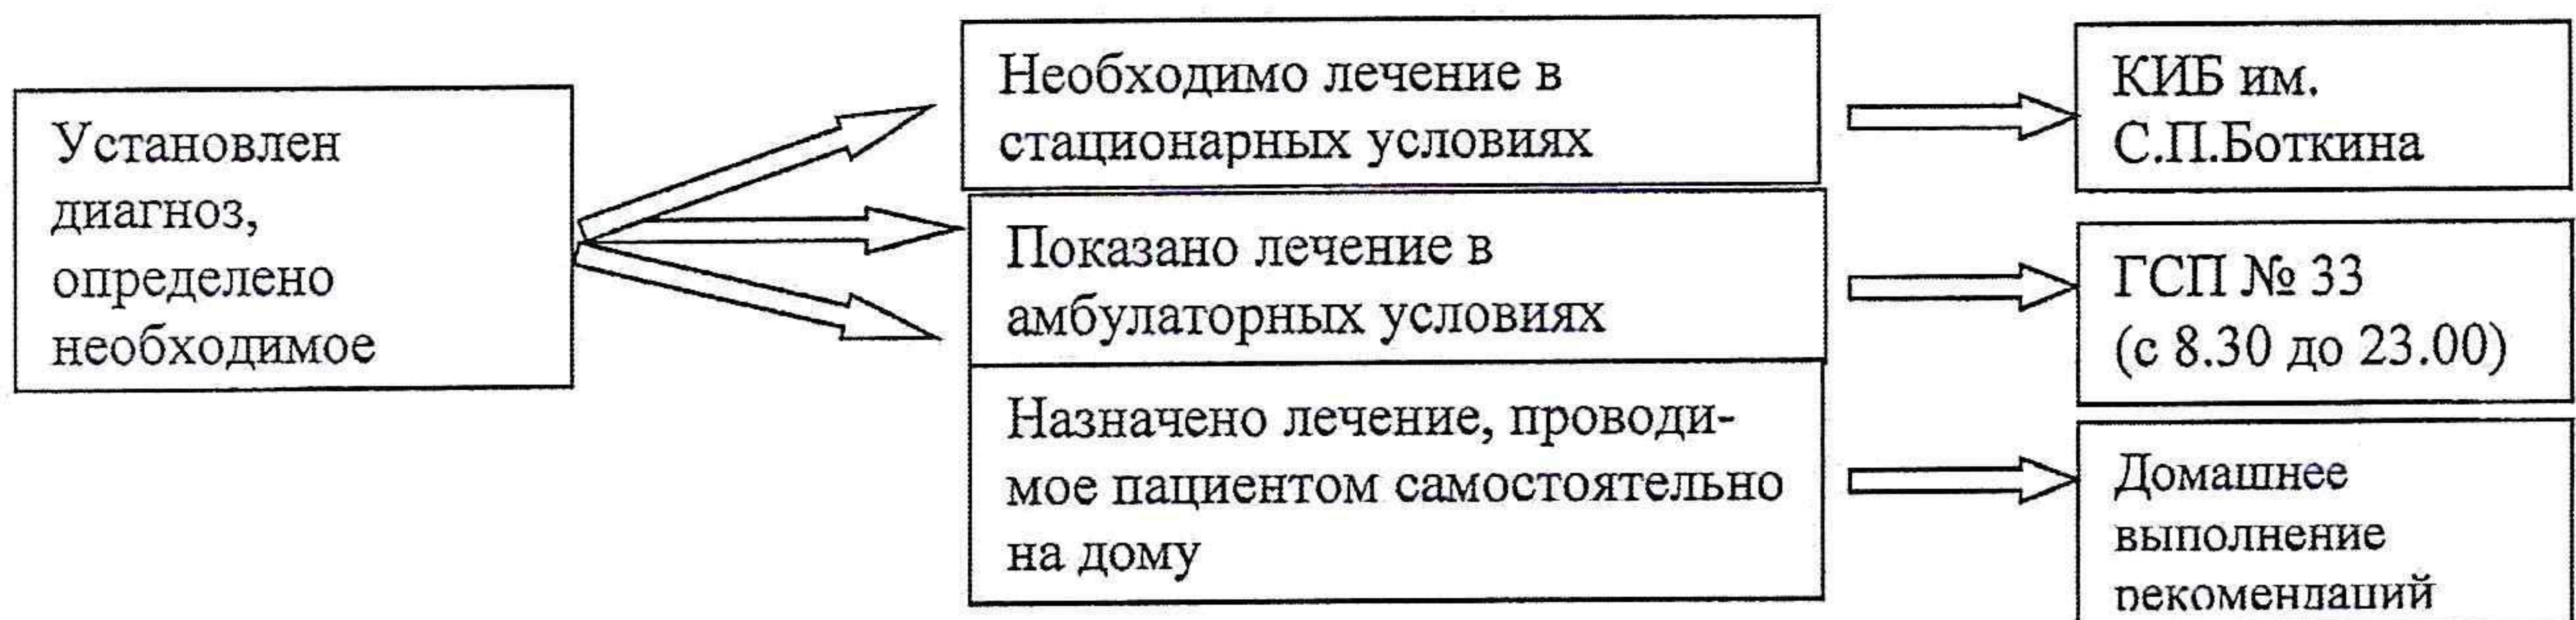 Установлен
диагноз,
определено
необходимое
Необходимо лечение в
стационарных условиях
КИБ им.
С.П.Боткина
Показано лечение в
амбулаторных условиях
ГСП № 33
(с 8.30 до 23.00)
Назначено лечение, проводи-
мое пациентом самостоятельно
на дому
Домашнее
выполнение
рекомендаций